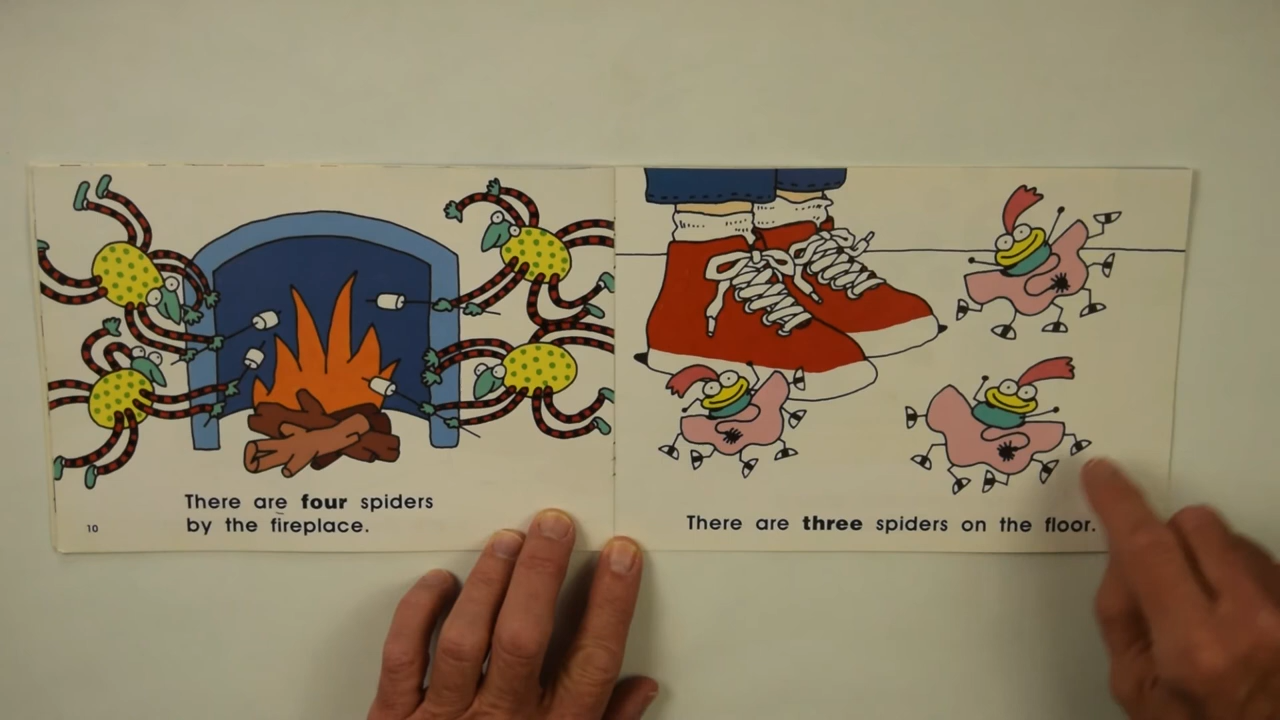 There are four spiders
by the fireplace.
10
There are three spiders on the floor.